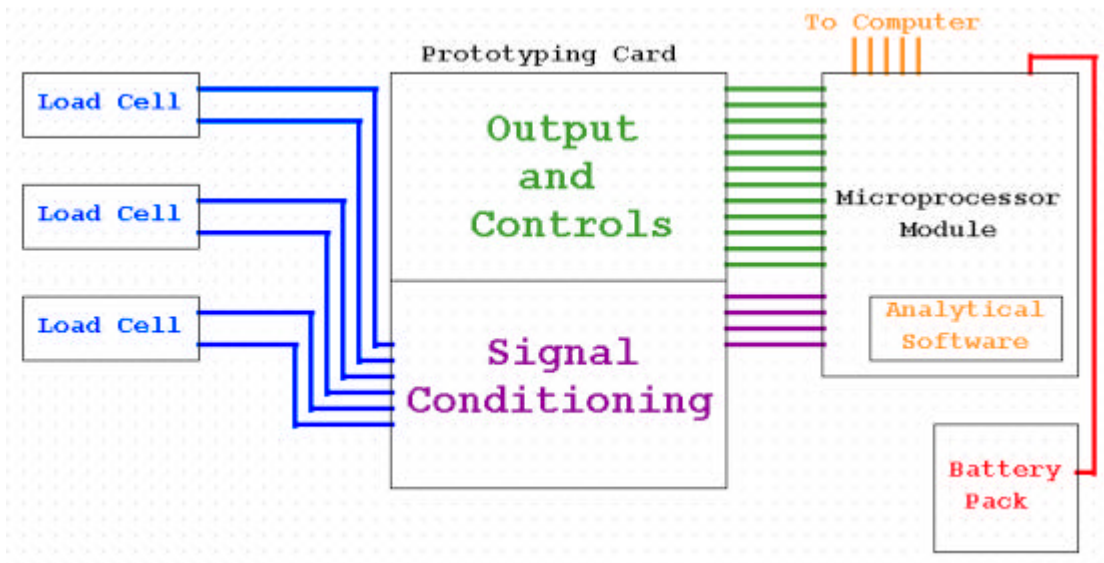 To Computer
Prototyping Card
Load Cell
Output
and
Controls
Load Cell
Microprocessor
Module
Load Cell
Analytical
Software
Signal
Conditioning
Battery
Pack